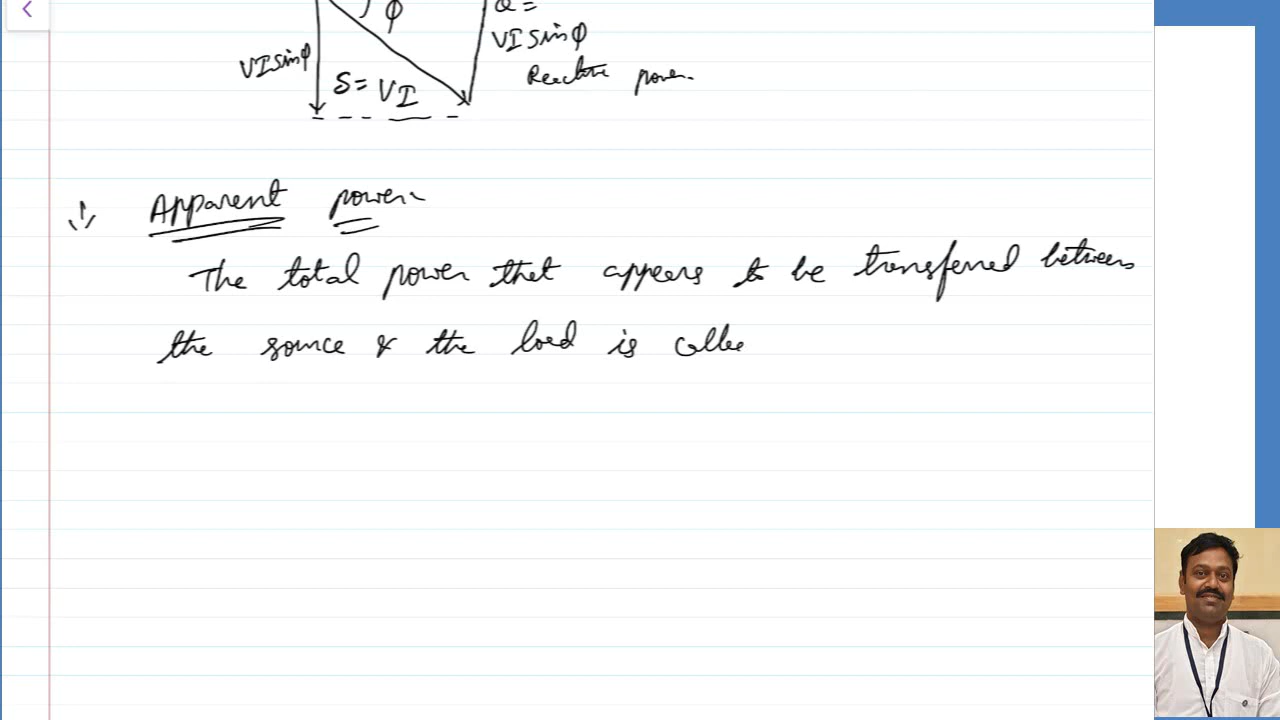 φ
Q =
VI sinφ
VI sinφ
Reactive power.
S = VI
∴ Apparent power
The total power that appears to be transferred between
the source & the load is calle